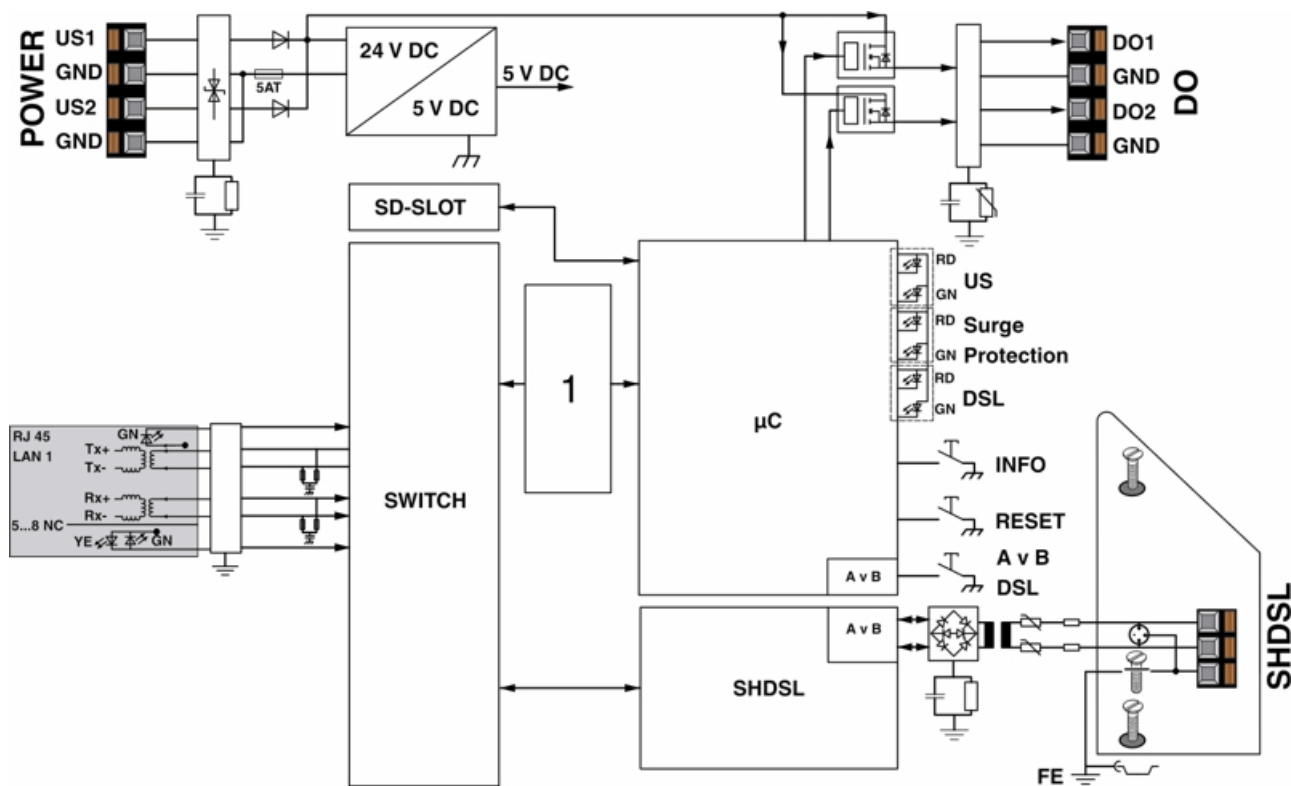 POWER
US1
GND
US2
GND
5AT
24 V DC
5 V DC
5 V DC
DO1
GND
DO2
GND
DO
SD-SLOT
SWITCH
1
µC
RD
US
GN
RD
Surge
GN
Protection
RD
DSL
GN
INFO
RESET
A v B
A v B
DSL
RJ 45
GN
LAN 1
Tx+
Tx-
Rx+
Rx-
5...8 NC
YE
GN
A v B
SHDSL
SHDSL
FE